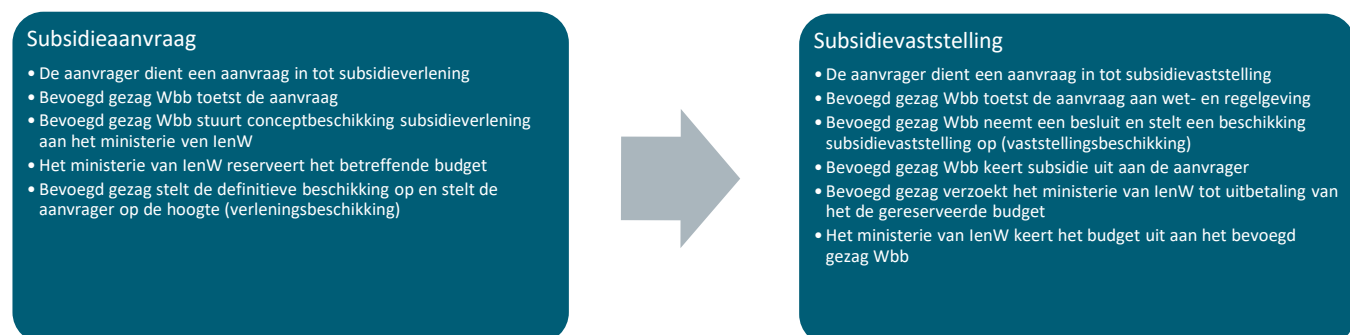 Subsidieaanvraag
• De aanvrager dient een aanvraag in tot subsidieverlening
• Bevoegd gezag Wbb toetst de aanvraag
• Bevoegd gezag Wbb stuurt conceptbeschikking subsidieverlening
aan het ministerie ven IenW
• Het ministerie van IenW reserveert het betreffende budget
• Bevoegd gezag stelt de definitieve beschikking op en stelt de
aanvrager op de hoogte (verleningsbeschikking)
Subsidievaststelling
• De aanvrager dient een aanvraag in tot subsidievaststelling
• Bevoegd gezag Wbb toetst de aanvraag aan wet- en regelgeving
• Bevoegd gezag Wbb neemt een besluit en stelt een beschikking
subsidievaststelling op (vaststellingsbeschikking)
• Bevoegd gezag Wbb keert subsidie uit aan de aanvrager
• Bevoegd gezag verzoekt het ministerie van IenW tot uitbetaling van
het de gereserveerde budget
• Het ministerie van IenW keert het budget uit aan het bevoegd
gezag Wbb